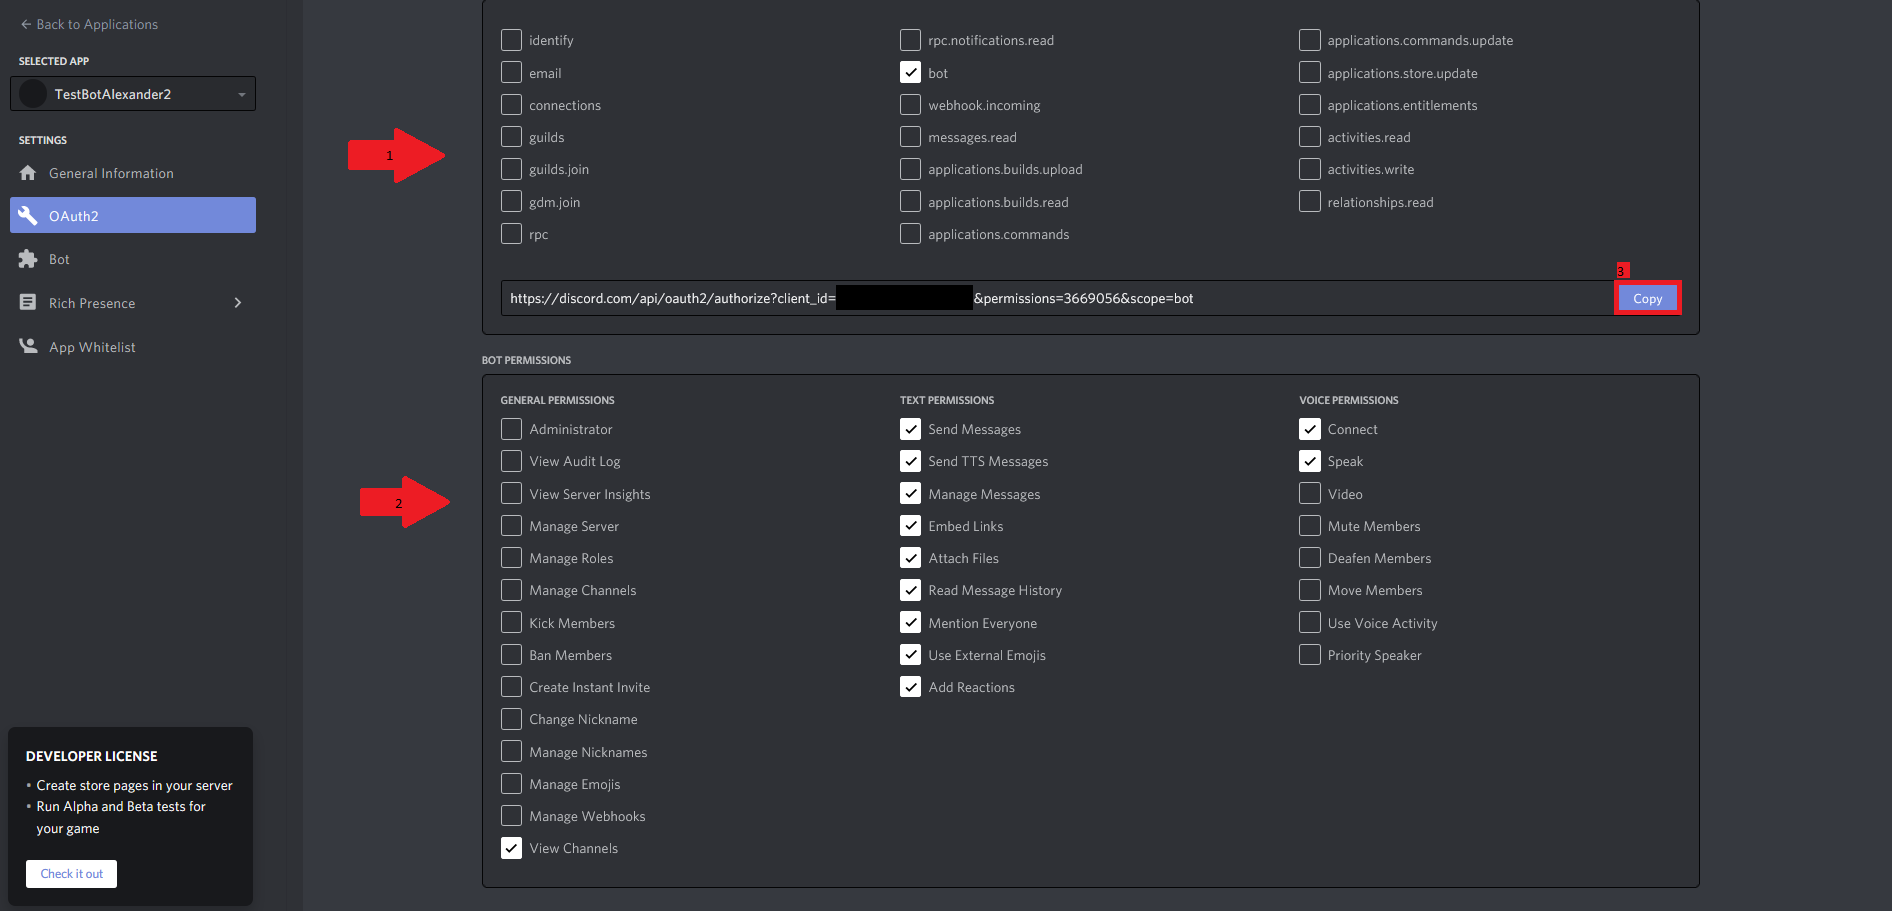 Back to Applications
SELECTED APP
TestBotAlexander2
SETTINGS
General Information
OAuth2
Bot
Rich Presence
App Whitelist
DEVELOPER LICENSE
• Create store pages in your server
• Run Alpha and Beta tests for
your game
Check it out
1
identify
email
connections
guilds
guilds.join
gdm.join
rpc
rpc.notifications.read
bot
webhook.incoming
messages.read
applications.builds.upload
applications.builds.read
applications.commands
applications.commands.update
applications.store.update
applications.entitlements
activities.read
activities.write
relationships.read
3
https://discord.com/api/oauth2/authorize?client_id= &permissions=3669056&scope=bot
Copy
BOT PERMISSIONS
2
GENERAL PERMISSIONS
Administrator
View Audit Log
View Server Insights
Manage Server
Manage Roles
Manage Channels
Kick Members
Ban Members
Create Instant Invite
Change Nickname
Manage Nicknames
Manage Emojis
Manage Webhooks
View Channels
TEXT PERMISSIONS
Send Messages
Send TTS Messages
Manage Messages
Embed Links
Attach Files
Read Message History
Mention Everyone
Use External Emojis
Add Reactions
VOICE PERMISSIONS
Connect
Speak
Video
Mute Members
Deafen Members
Move Members
Use Voice Activity
Priority Speaker